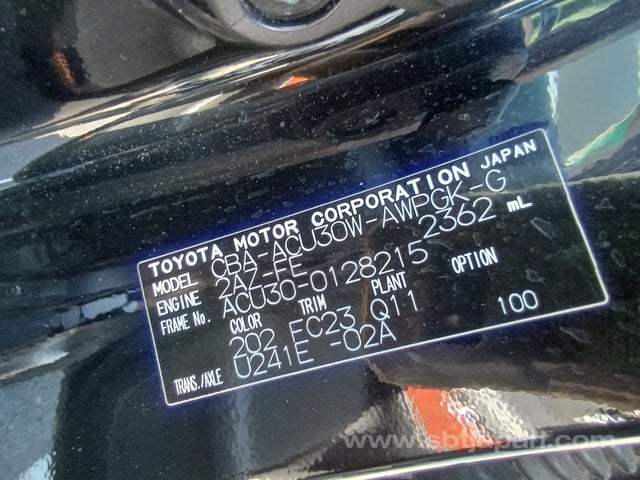 TOYOTA MOTOR CORPORATION JAPAN
MODEL CBA-ACU30W-AWPGK-G
ENGINE 2AZ-FE 2362 mL
FRAME No. ACU30-0128215
COLOR TRIM PLANT OPTION
202 FC23 Q11
TRANS./AXLE U241E -02A 100
www.sbtjapan.com